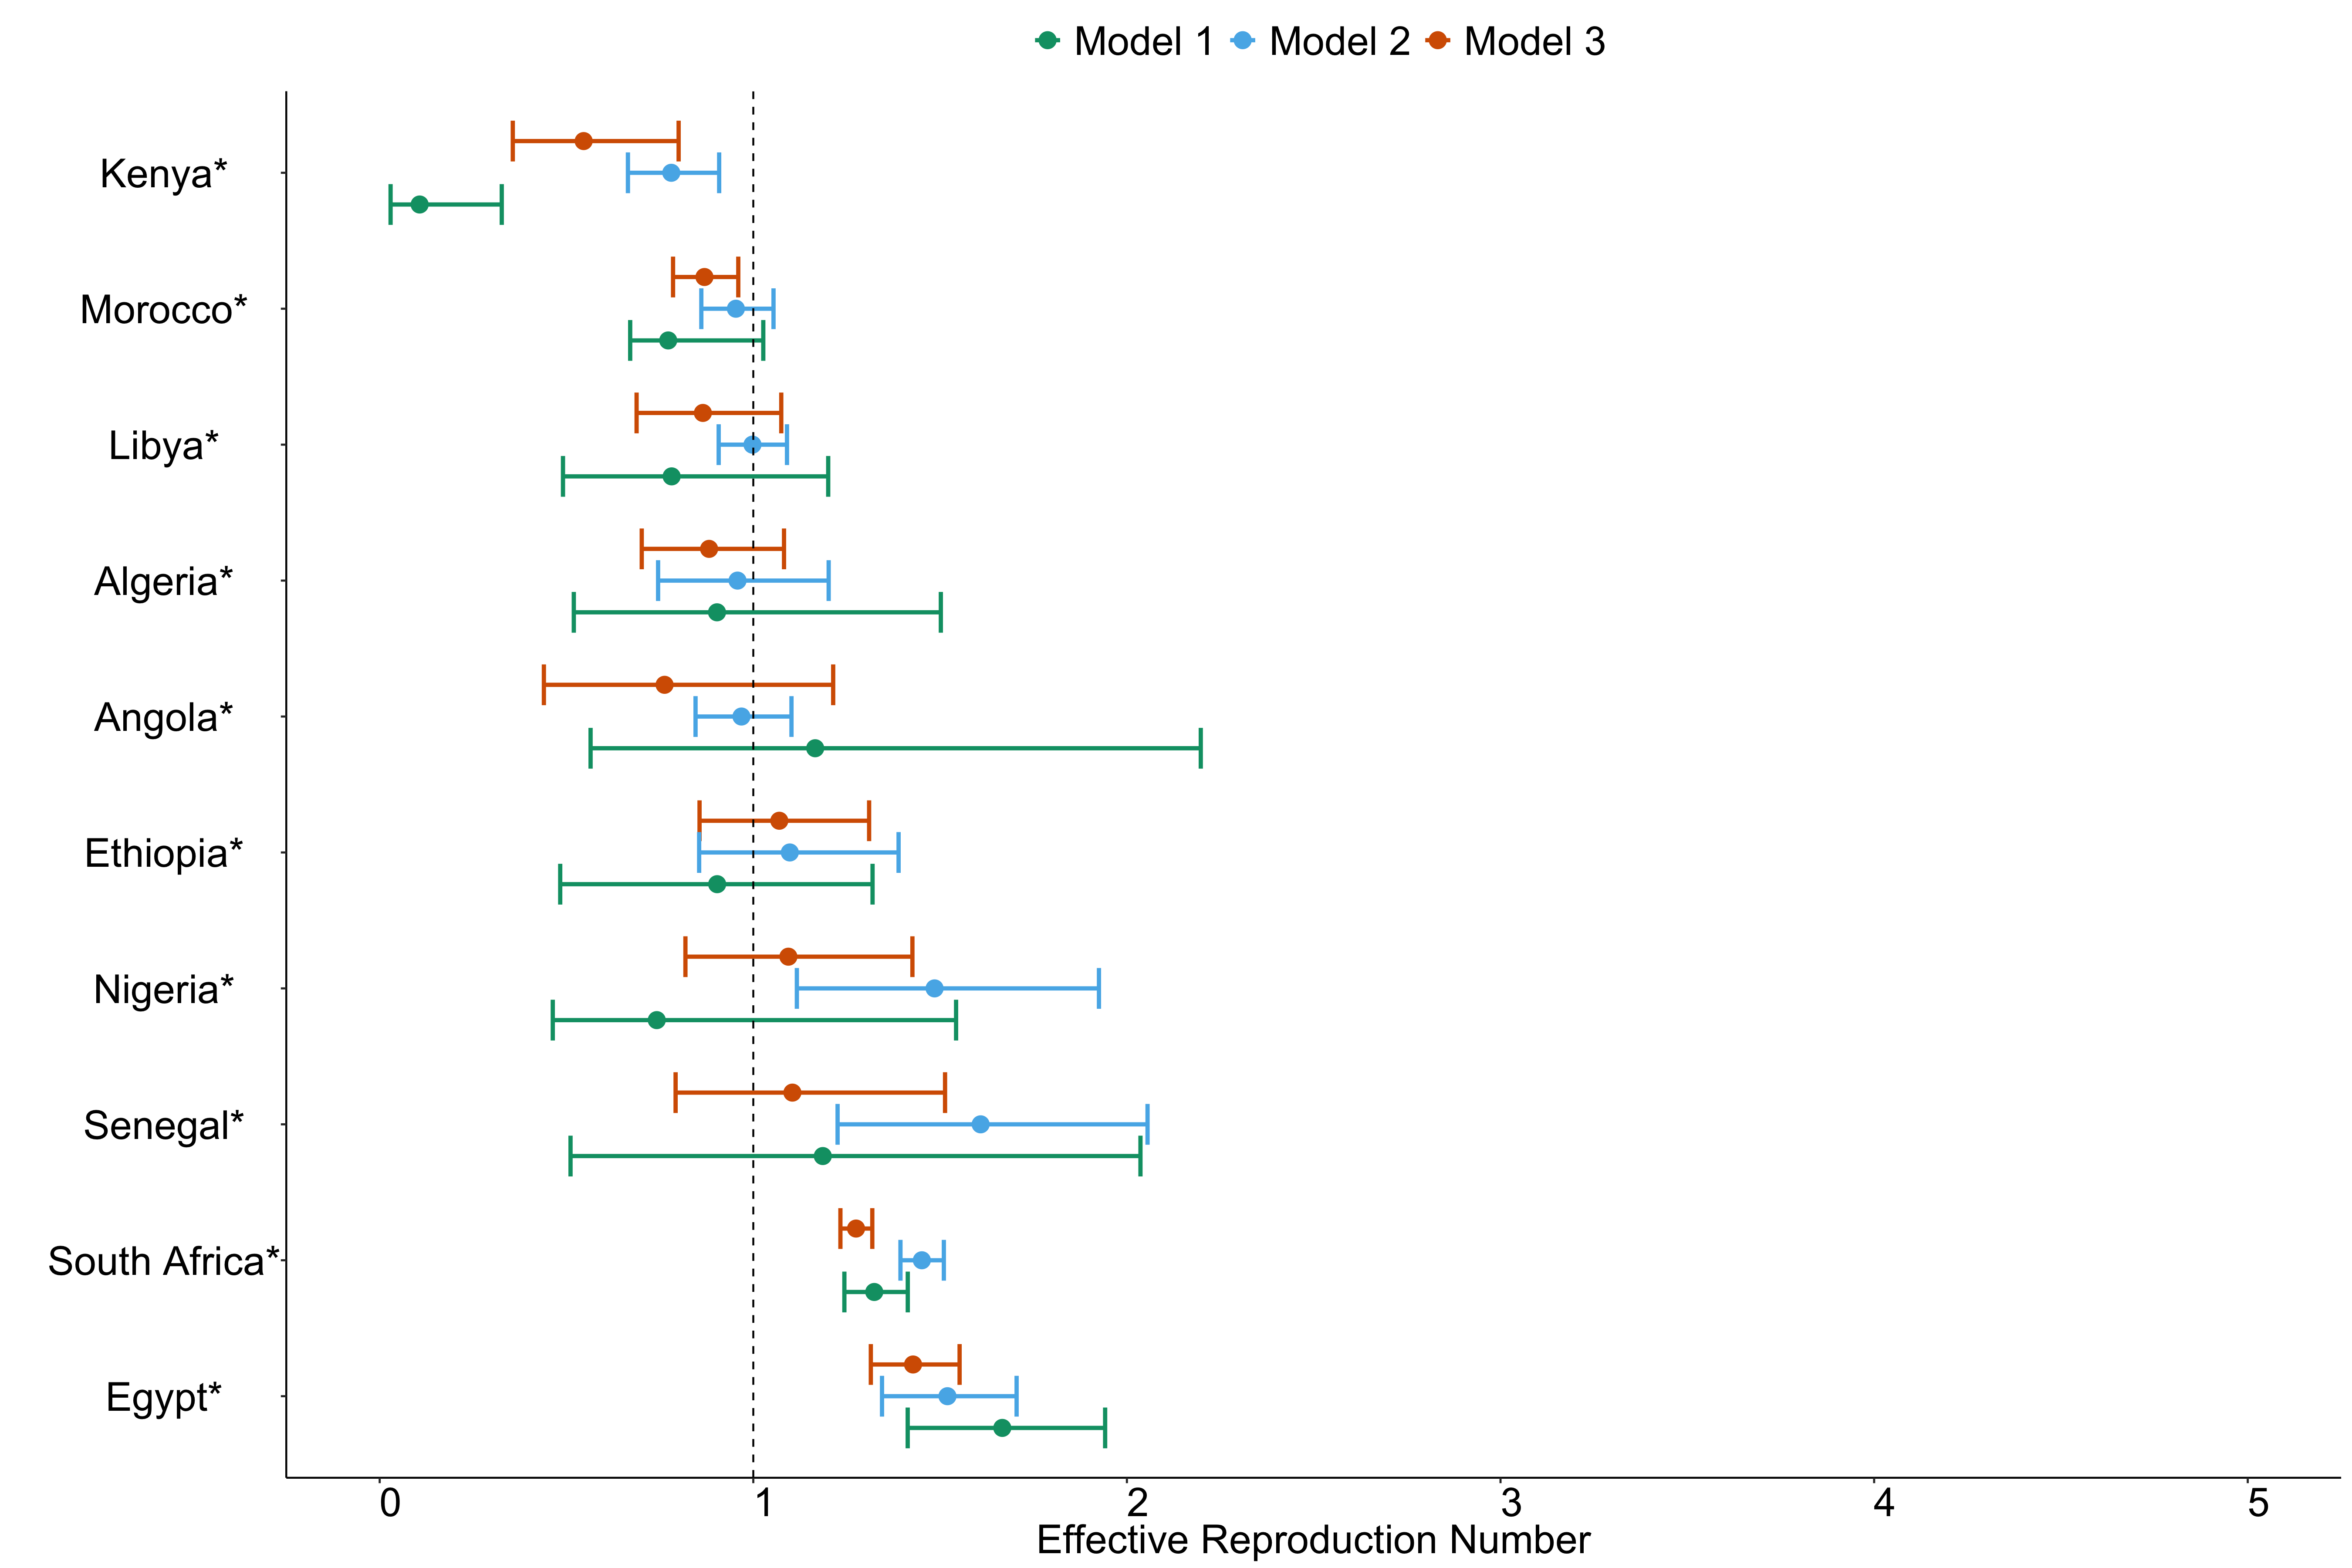 Model 1 Model 2 Model 3
Kenya*
Morocco*
Libya*
Algeria*
Angola*
Ethiopia*
Nigeria*
Senegal*
South Africa*
Egypt*
0 1 2 3 4 5
Effective Reproduction Number